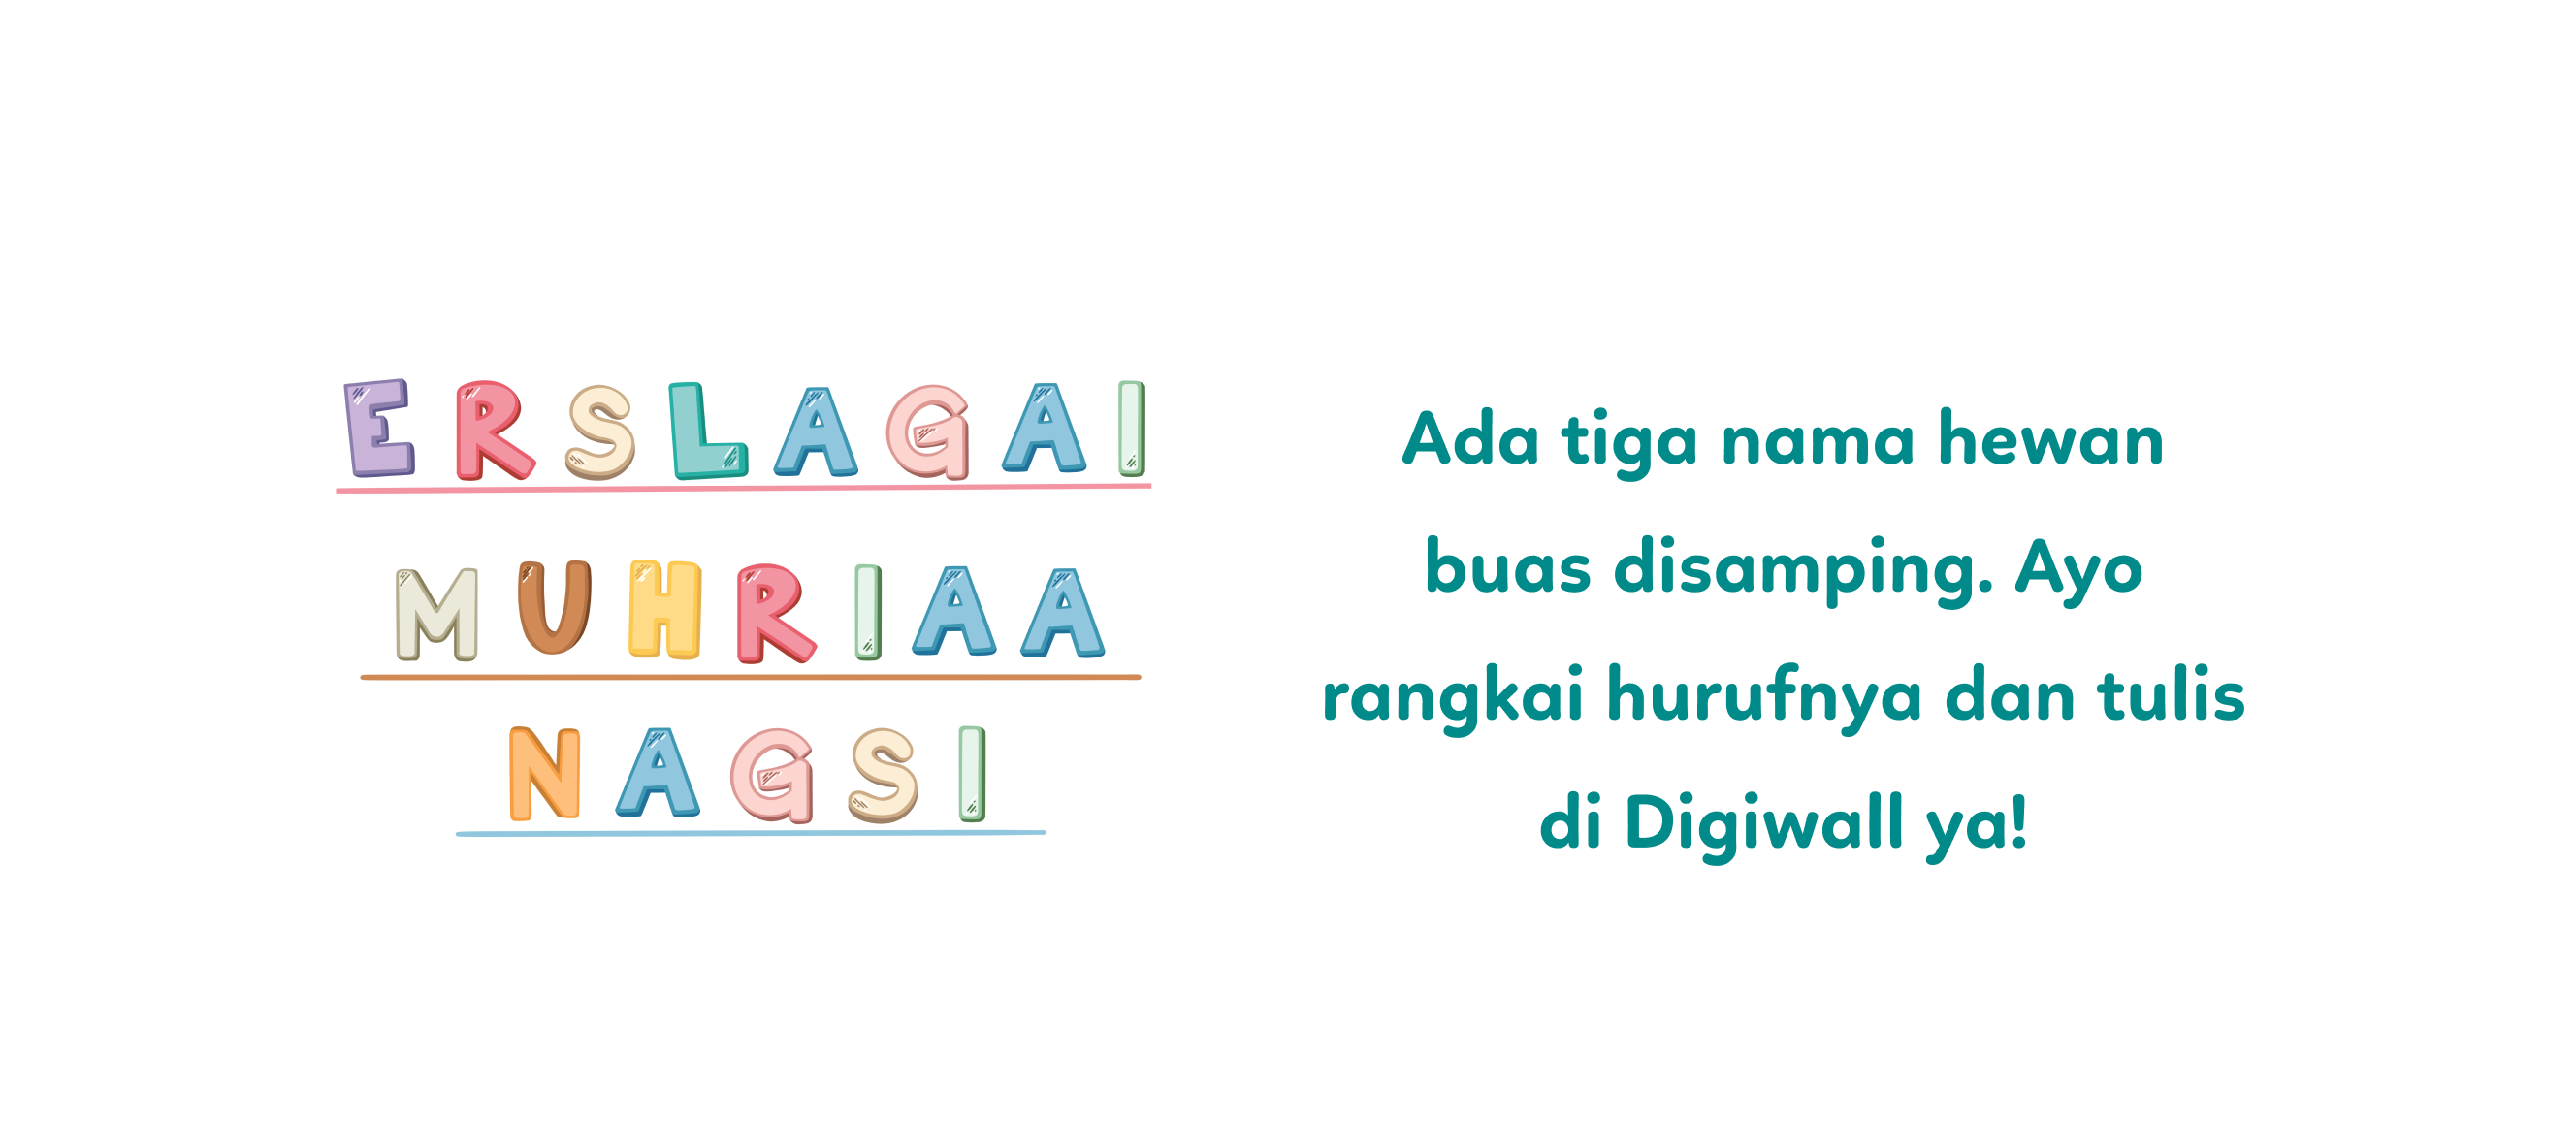 ERSLAGAI
MUHRIAA
NAGSI
Ada tiga nama hewan
buas disamping. Ayo
rangkai hurufnya dan tulis
di Digiwall ya!